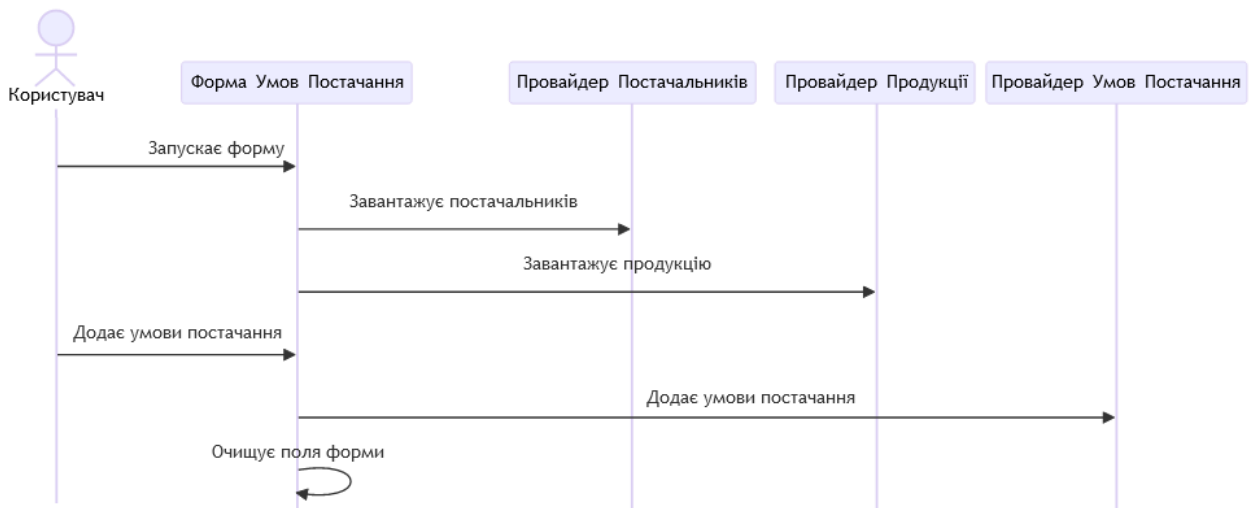 Користувач
Форма Умов Постачання
Провайдер Постачальників
Провайдер Продукції
Провайдер Умов Постачання
Запускає форму
Завантажує постачальників
Завантажує продукцію
Додає умови постачання
Додає умови постачання
Очищує поля форми